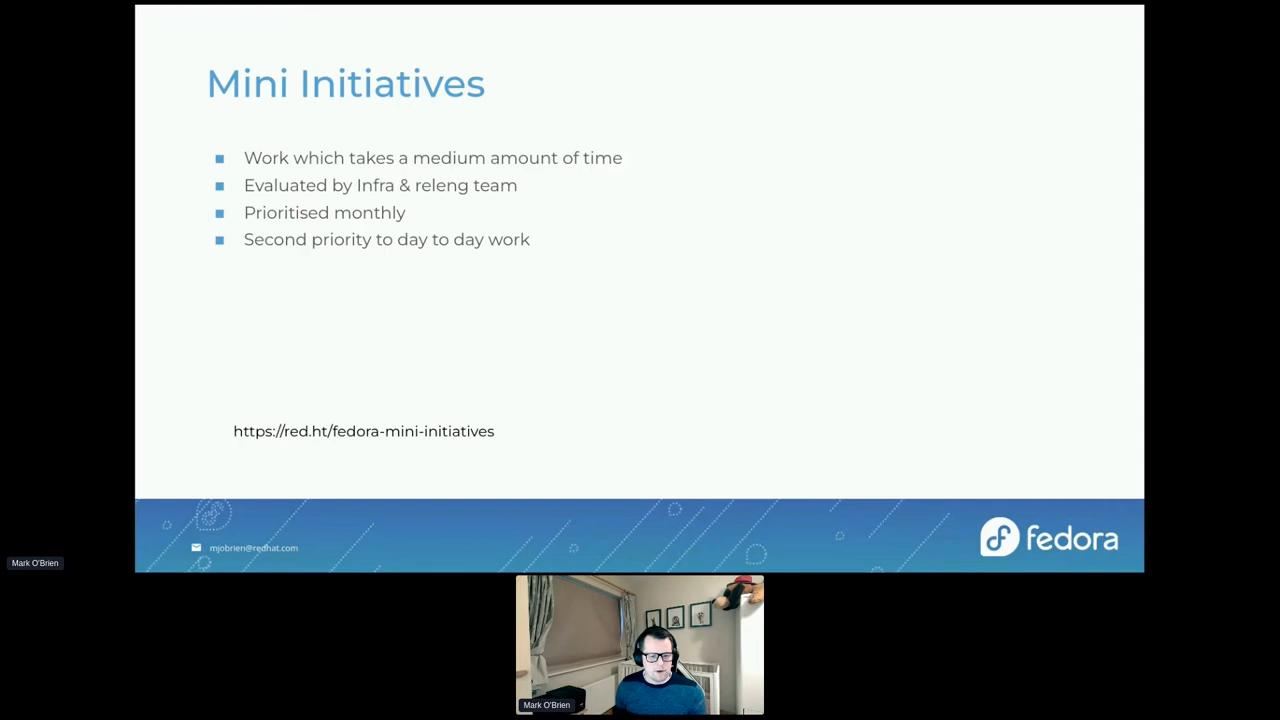 Mini Initiatives
Work which takes a medium amount of time
Evaluated by Infra & releng team
Prioritised monthly
Second priority to day to day work
https://red.ht/fedora-mini-initiatives
mjobrien@redhat.com
fedora
Mark O'Brien
Mark O'Brien